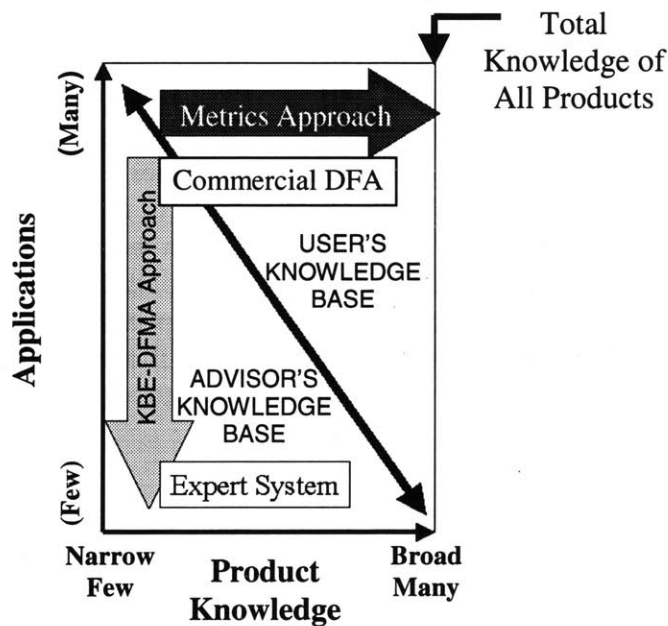 Total
Knowledge of
All Products
(Many)
Metrics Approach
Commercial DFA
KBE-DFMA Approach
Applications
USER'S
KNOWLEDGE
BASE
ADVISOR'S
KNOWLEDGE
BASE
Expert System
(Few)
Narrow
Few
Product
Knowledge
Broad
Many